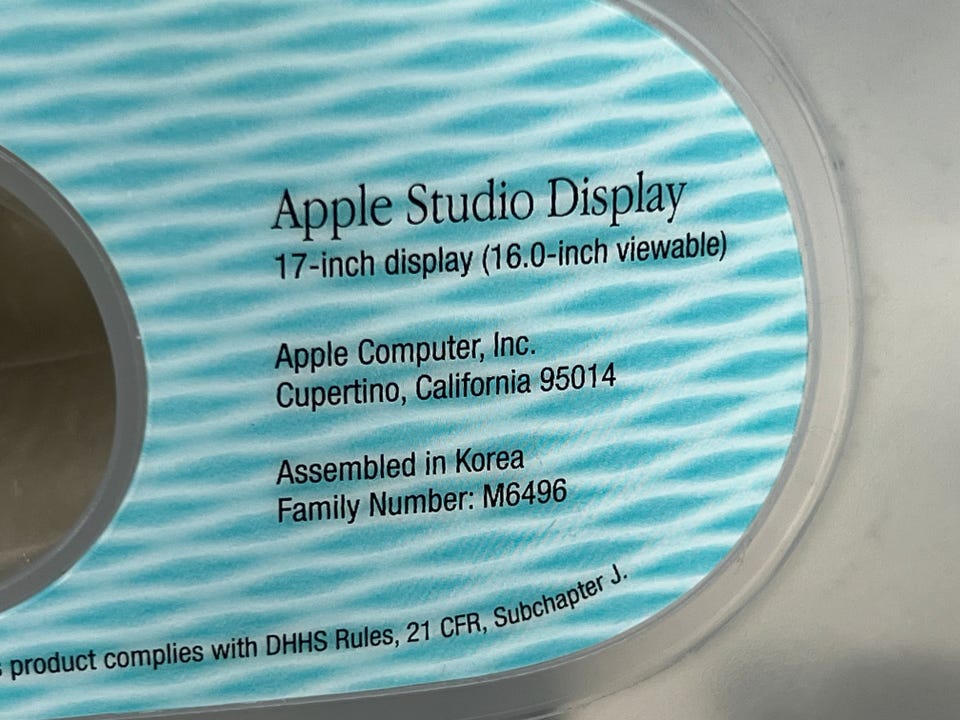 Apple Studio Display
17-inch display (16.0-inch viewable)
Apple Computer, Inc.
Cupertino, California 95014
Assembled in Korea
Family Number: M6496
product complies with DHHS Rules, 21 CFR, Subchapter J.